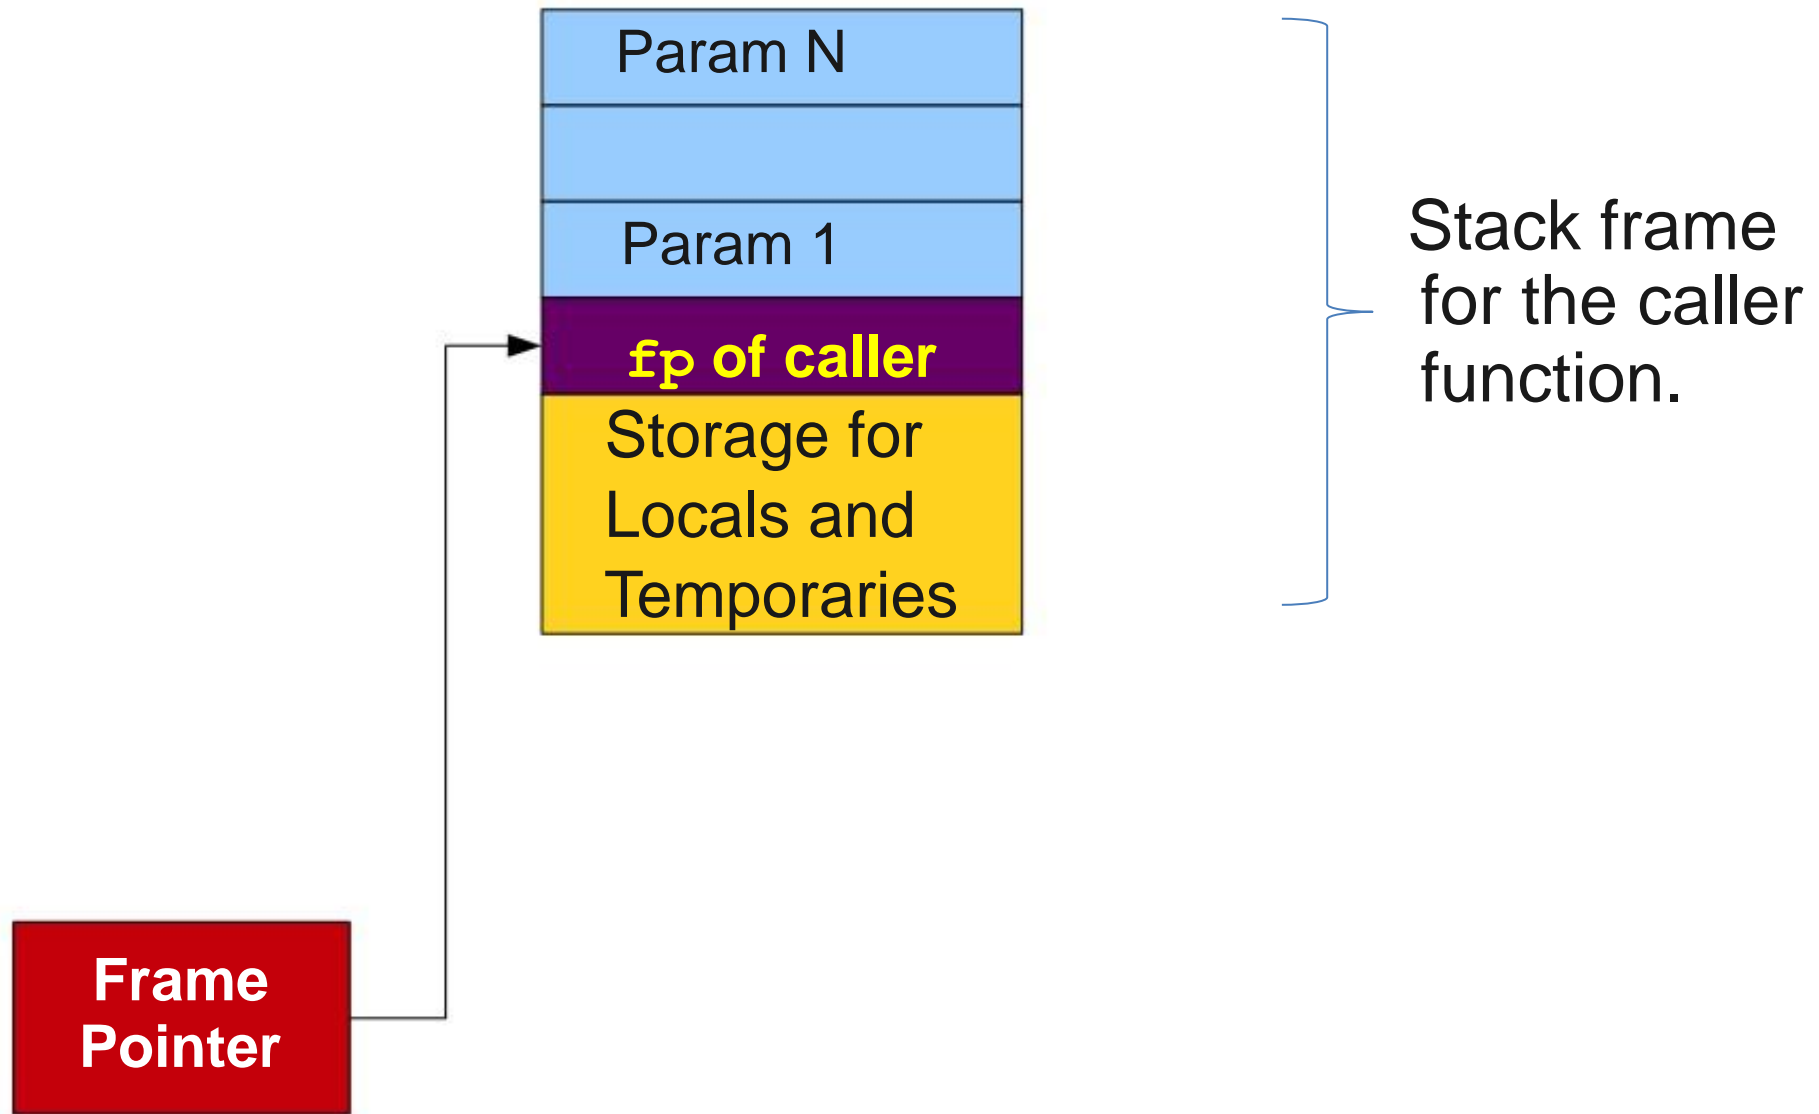 Param N
Param 1
fp of caller
Storage for
Locals and
Temporaries
Stack frame
for the caller
function.
Frame
Pointer